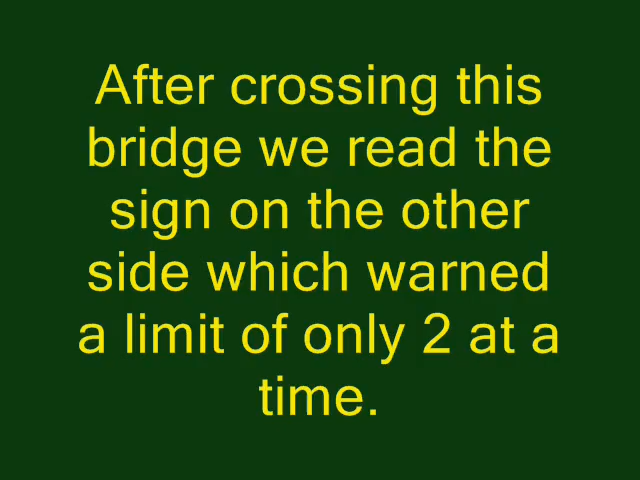 After crossing this
bridge we read the
sign on the other
side which warned
a limit of only 2 at a
time.